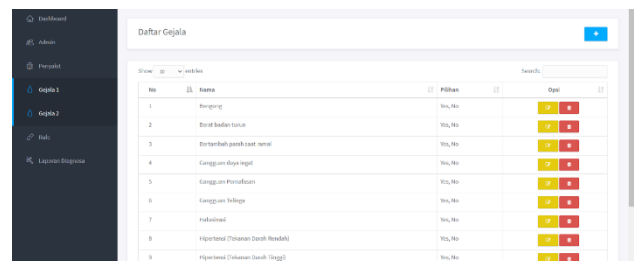 Dashboard
Admin
Penyakit
Gejala 1
Gejala 2
Rule
Laporan Diagnosa
Daftar Gejala
+
Show 10 entries
Search:
No Nama Pilihan Opsi
1 Bengong Yes, No
2 Berat badan turun Yes, No
3 Bertambah parah saat ramai Yes, No
4 Gangguan daya ingat Yes, No
5 Gangguan Pernafasan Yes, No
6 Gangguan Telinga Yes, No
7 Halusinasi Yes, No
8 Hipertensi (Tekanan Darah Rendah) Yes, No
9 Hipertensi (Tekanan Darah Tinggi) Yes, No